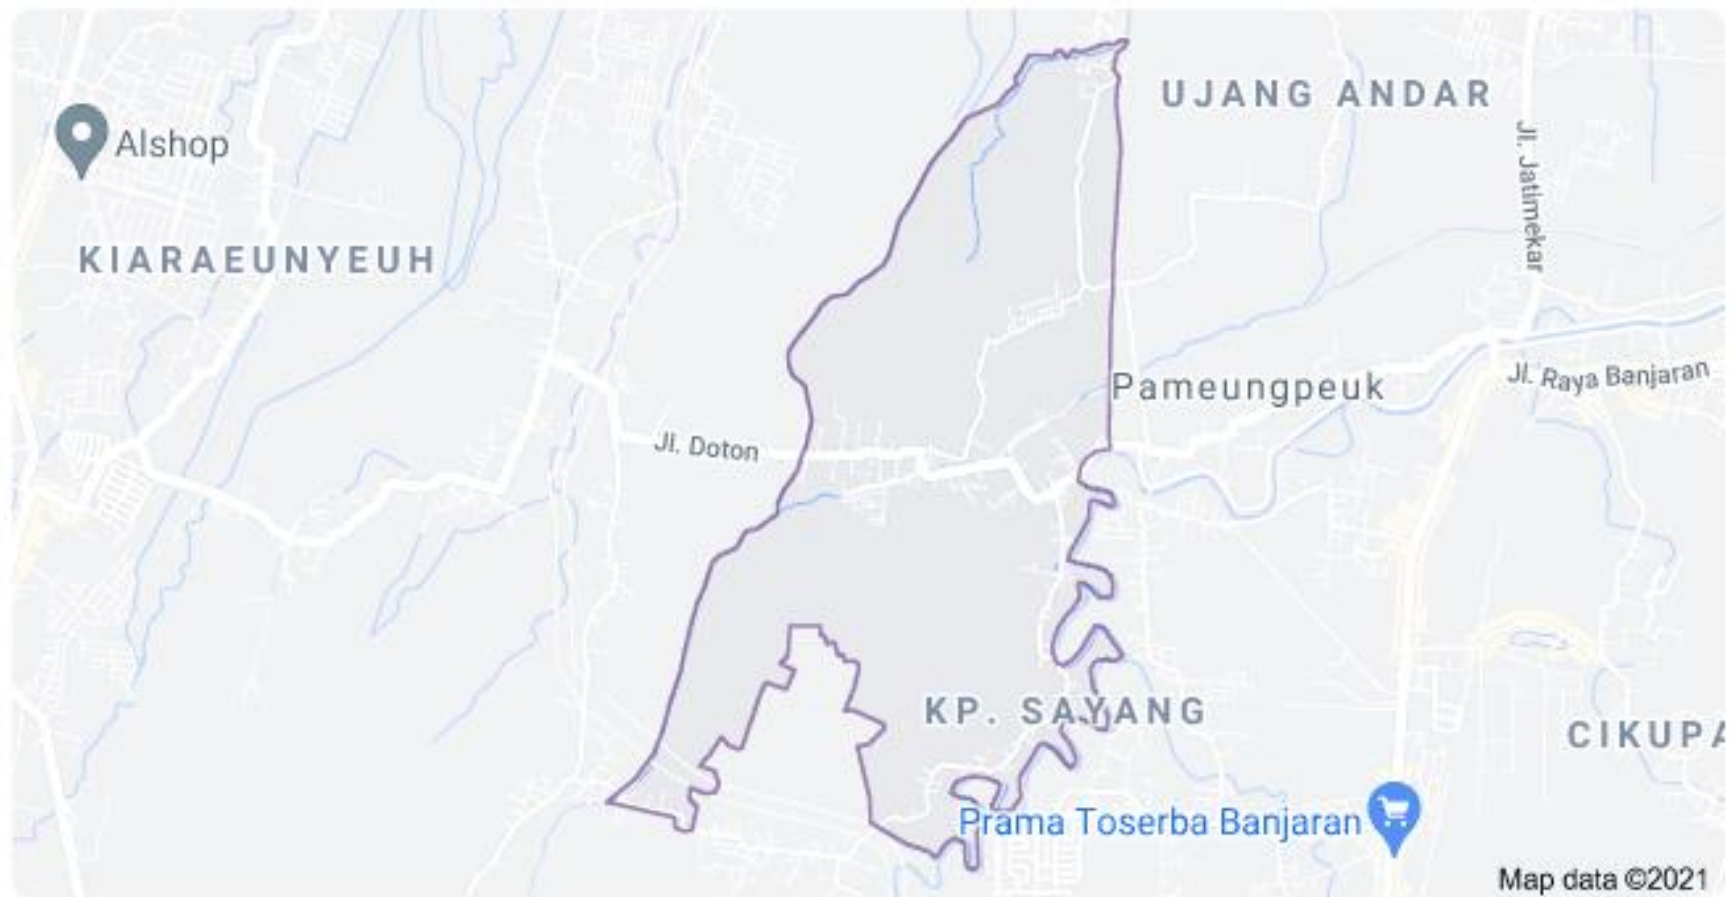 UJANG ANDAR
Alshop
Jl. Jatimekar
KIARAEUNYEUH
Pameungpeuk
Jl. Raya Banjaran
Jl. Doton
KP. SAYANG
CIKUPA
Prama Toserba Banjaran
Map data ©2021